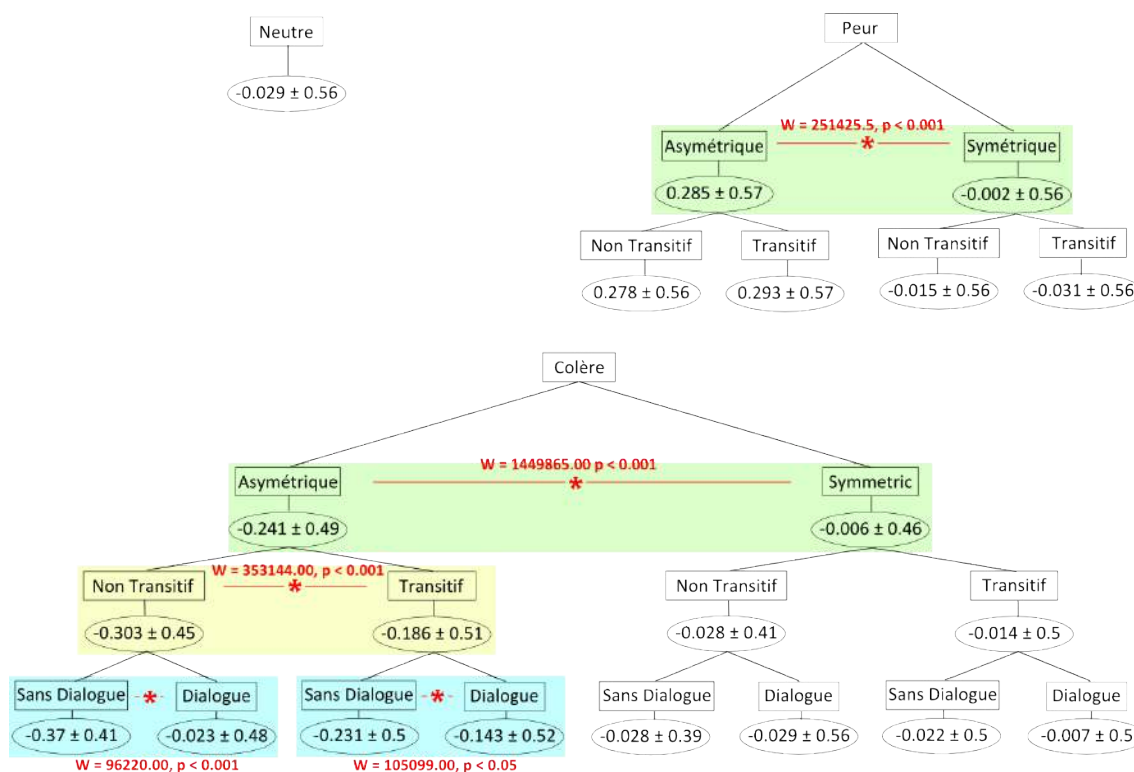 Neutre
-0.029 ± 0.56
Peur
W = 251425.5, p < 0.001
Asymétrique
*
Symétrique
0.285 ± 0.57
-0.002 ± 0.56
Non Transitif
Transitif
Non Transitif
Transitif
0.278 ± 0.56
0.293 ± 0.57
-0.015 ± 0.56
-0.031 ± 0.56
Colère
W = 1449865.00 p < 0.001
Asymétrique
*
Symmetric
-0.241 ± 0.49
-0.006 ± 0.46
W = 353144.00, p < 0.001
Non Transitif
*
Transitif
Non Transitif
Transitif
-0.303 ± 0.45
-0.186 ± 0.51
-0.028 ± 0.41
-0.014 ± 0.5
Sans Dialogue
*
Dialogue
Sans Dialogue
*
Dialogue
Sans Dialogue
Dialogue
Sans Dialogue
Dialogue
-0.37 ± 0.41
-0.023 ± 0.48
-0.231 ± 0.5
-0.143 ± 0.52
-0.028 ± 0.39
-0.029 ± 0.56
-0.022 ± 0.5
-0.007 ± 0.5
W = 96220.00, p < 0.001
W = 105099.00, p < 0.05